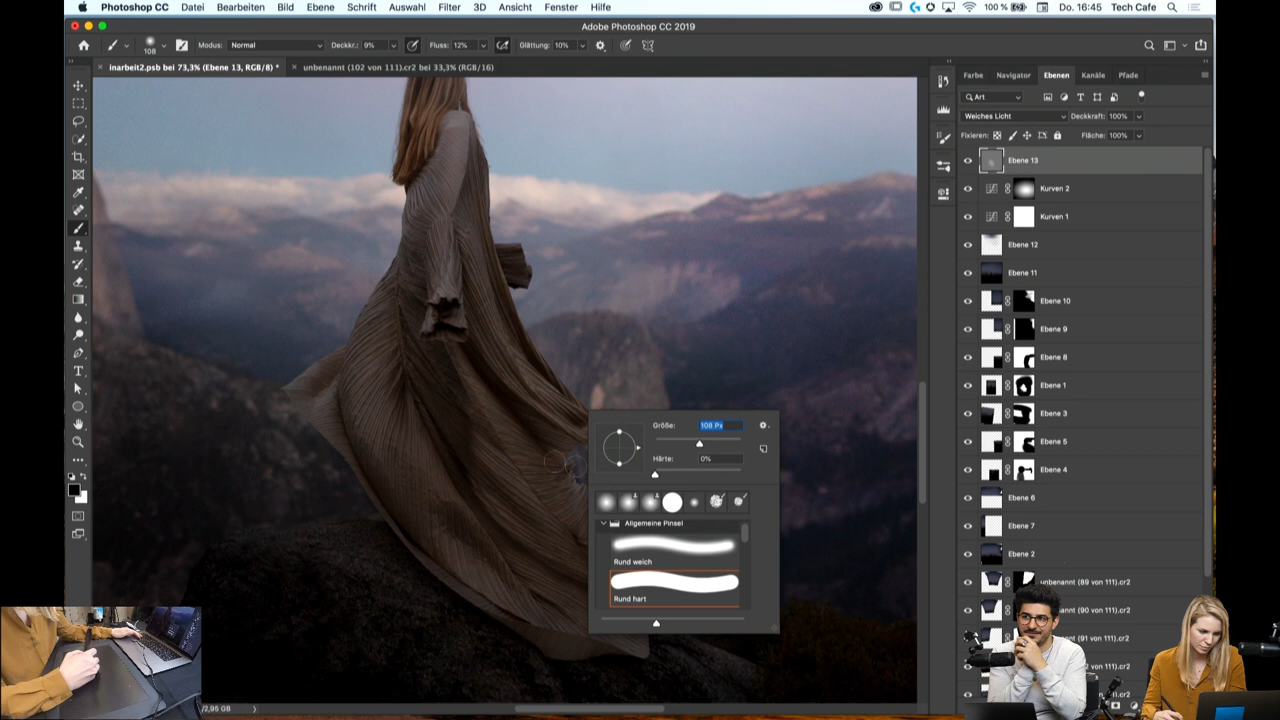 Photoshop CC Datei Bearbeiten Bild Ebene Schrift Auswahl Filter 3D Ansicht Fenster Hilfe 100 % Do. 16:45 Tech Cafe
Adobe Photoshop CC 2019
108 Modus: Normal Deckkr.: 9% Fluss: 12% Glättung: 10%
× inarbeit2.psb bei 73,3% (Ebene 13, RGB/8) * × unbenannt (102 von 111).cr2 bei 33,3% (RGB/16)
Farbe Navigator Ebenen Kanäle Pfade
Art
Weiches Licht Deckkraft: 100%
Fixieren: Fläche: 100%
Ebene 13
Kurven 2
Kurven 1
Ebene 12
Ebene 11
Ebene 10
Ebene 9
Ebene 8
Ebene 1
Ebene 3
Ebene 5
Ebene 4
Ebene 6
Ebene 7
Ebene 2
unbenannt (89 von 111).cr2
nt (90 von 111).cr2
(91 von 111).cr2
2 von 111).cr2
Größe: 108 Px
Härte: 0%
Allgemeine Pinsel
Rund weich
Rund hart
/2,95 GB